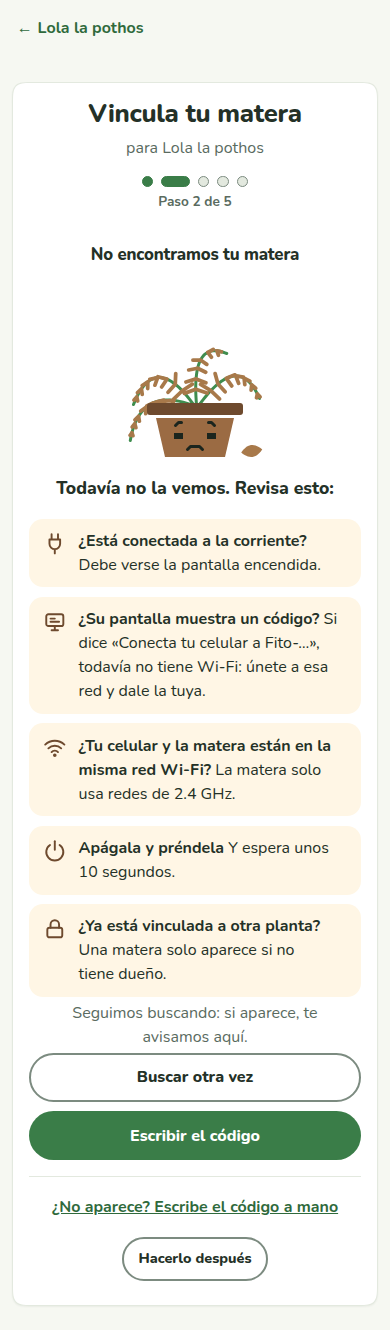 ← Lola la pothos
Vincula tu matera
para Lola la pothos
Paso 2 de 5
No encontramos tu matera
Todavía no la vemos. Revisa esto:
¿Está conectada a la corriente?
Debe verse la pantalla encendida.
¿Su pantalla muestra un código? Si
dice «Conecta tu celular a Fito-…»,
todavía no tiene Wi-Fi: únete a esa
red y dale la tuya.
¿Tu celular y la matera están en la
misma red Wi-Fi? La matera solo
usa redes de 2.4 GHz.
Apágala y préndela Y espera unos
10 segundos.
¿Ya está vinculada a otra planta?
Una matera solo aparece si no
tiene dueño.
Seguimos buscando: si aparece, te
avisamos aquí.
Buscar otra vez
Escribir el código
¿No aparece? Escribe el código a mano
Hacerlo después